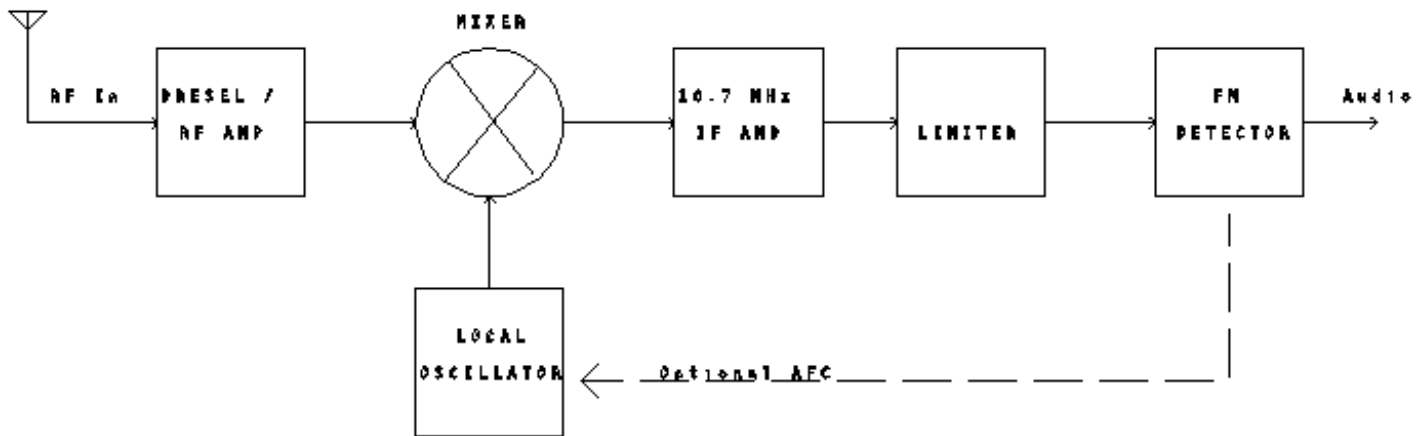 MIXER
RF In
PRESEL /
RF AMP
10.7 MHz
IF AMP
LIMITER
FM
DETECTOR
Audio
LOCAL
OSCILLATOR
Optional AFC